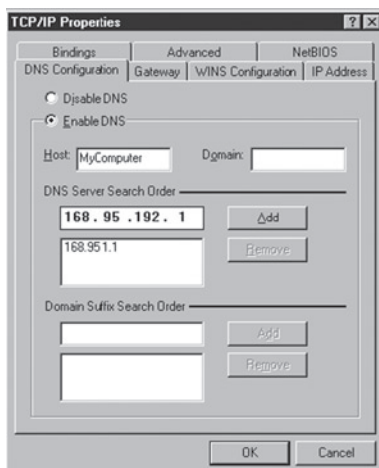 TCP/IP Properties
Bindings Advanced NetBIOS
DNS Configuration Gateway WINS Configuration IP Address
Disable DNS
Enable DNS
Host: MyComputer Domain:
DNS Server Search Order
168. 95 .192. 1 Add
168.95.1.1 Remove
Domain Suffix Search Order
Add
Remove
OK Cancel